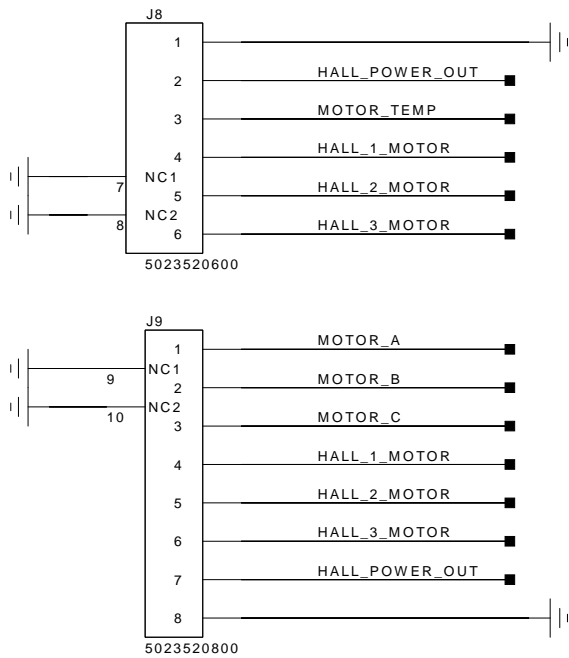 J8
1
2 HALL_POWER_OUT
3 MOTOR_TEMP
4 HALL_1_MOTOR
7 NC1
5 HALL_2_MOTOR
8 NC2
6 HALL_3_MOTOR
5023520600
J9
1 MOTOR_A
9 NC1
2 MOTOR_B
10 NC2
3 MOTOR_C
4 HALL_1_MOTOR
5 HALL_2_MOTOR
6 HALL_3_MOTOR
7 HALL_POWER_OUT
8
5023520800